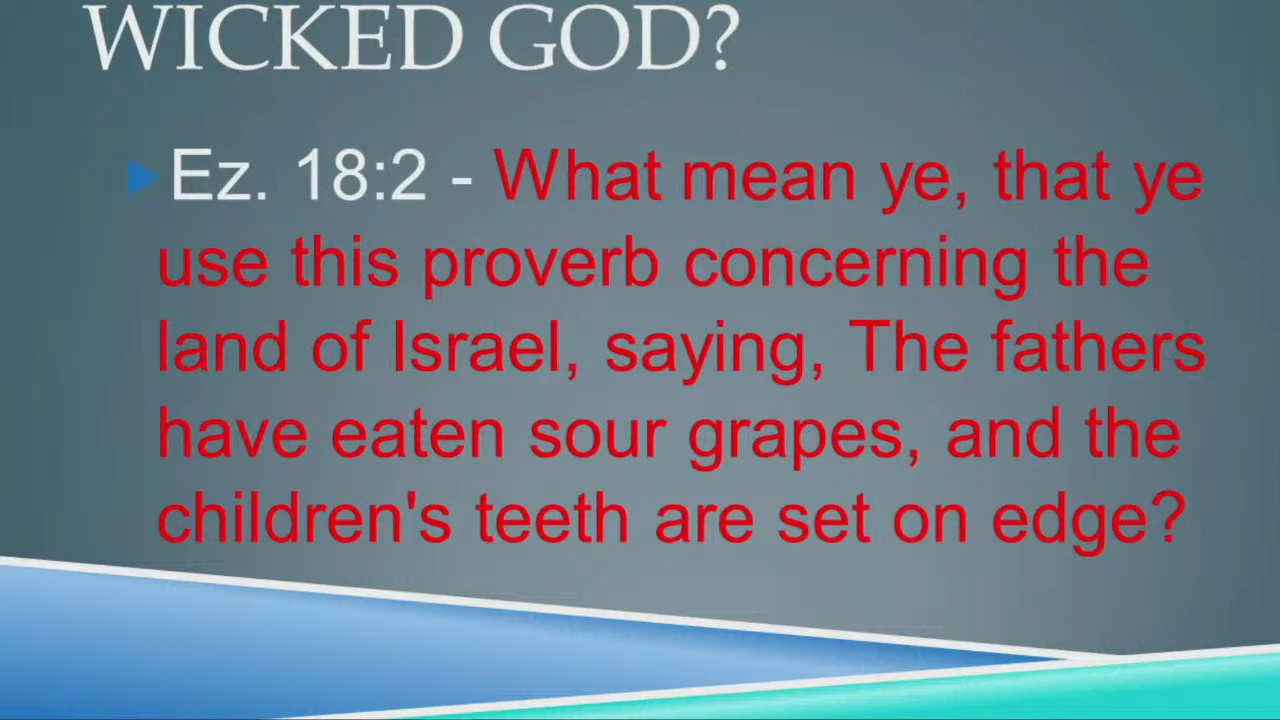 WICKED GOD?
Ez. 18:2 - What mean ye, that ye
use this proverb concerning the
land of Israel, saying, The fathers
have eaten sour grapes, and the
children's teeth are set on edge?